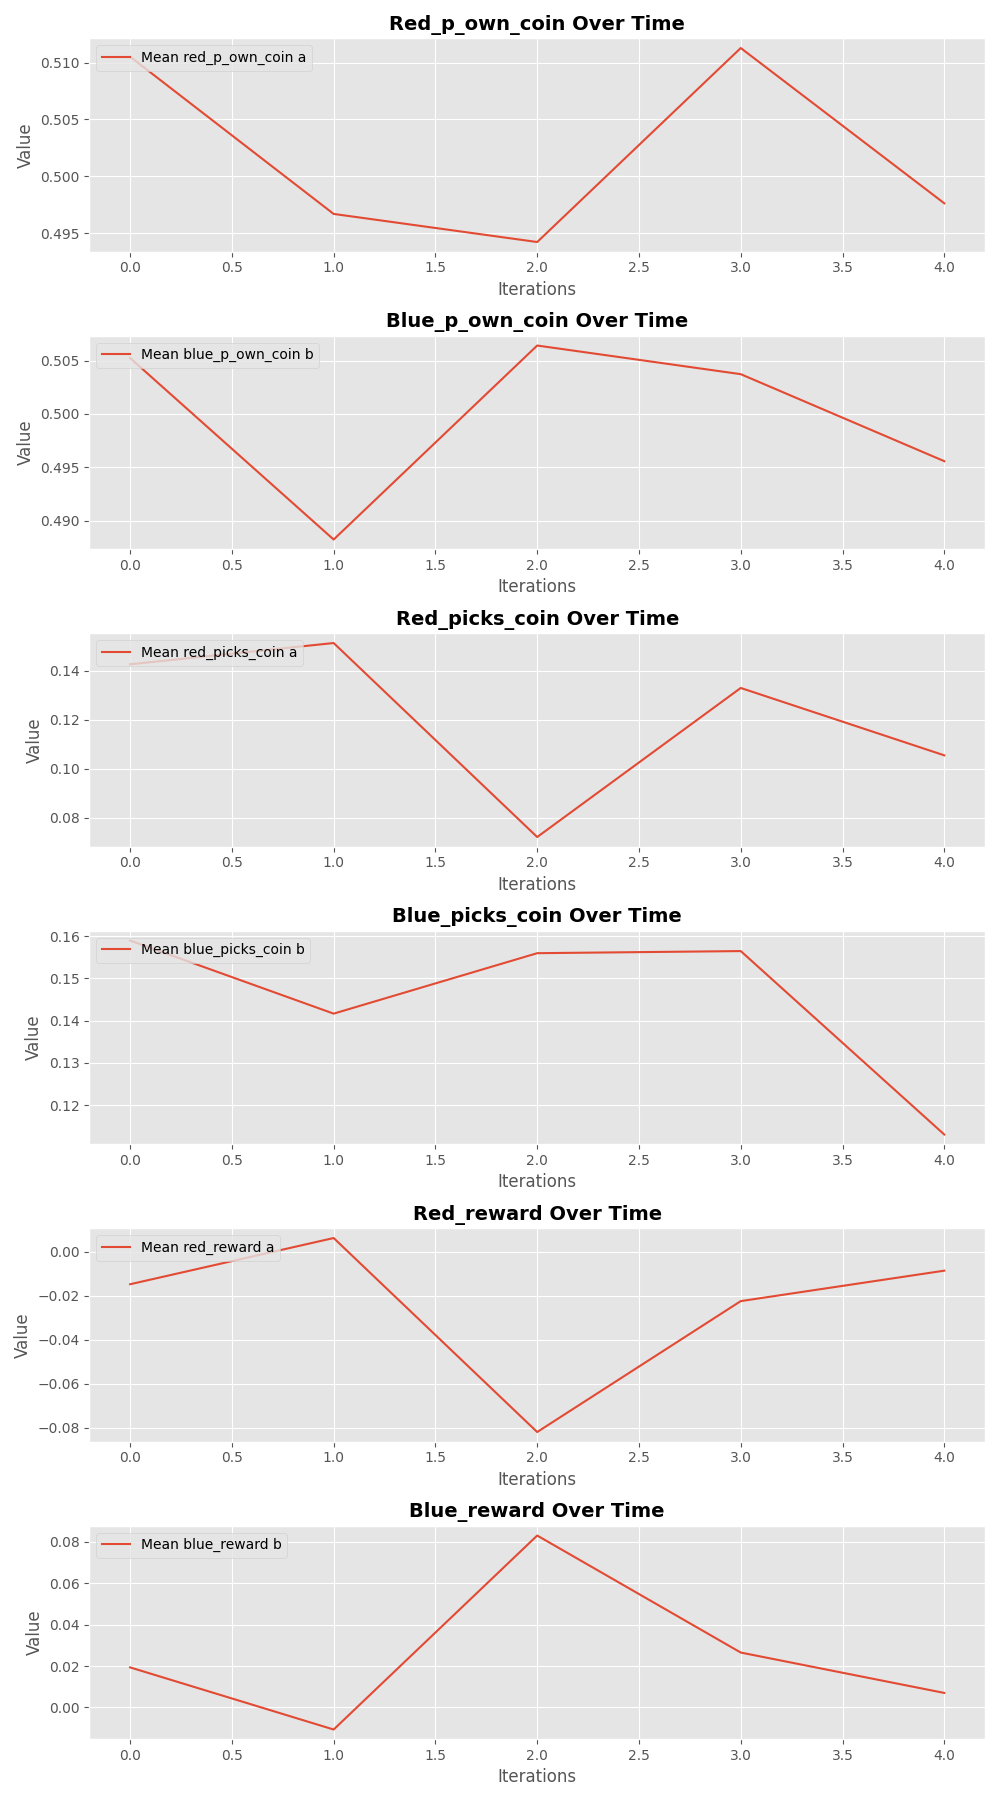 Red_p_own_coin Over Time
Mean red_p_own_coin a
0.510
0.505
0.500
0.495
Value
0.0 0.5 1.0 1.5 2.0 2.5 3.0 3.5 4.0
Iterations
Blue_p_own_coin Over Time
Mean blue_p_own_coin b
0.505
0.500
0.495
0.490
Value
0.0 0.5 1.0 1.5 2.0 2.5 3.0 3.5 4.0
Iterations
Red_picks_coin Over Time
Mean red_picks_coin a
0.14
0.12
0.10
0.08
Value
0.0 0.5 1.0 1.5 2.0 2.5 3.0 3.5 4.0
Iterations
Blue_picks_coin Over Time
Mean blue_picks_coin b
0.16
0.15
0.14
0.13
0.12
Value
0.0 0.5 1.0 1.5 2.0 2.5 3.0 3.5 4.0
Iterations
Red_reward Over Time
Mean red_reward a
0.00
−0.02
−0.04
−0.06
−0.08
Value
0.0 0.5 1.0 1.5 2.0 2.5 3.0 3.5 4.0
Iterations
Blue_reward Over Time
Mean blue_reward b
0.08
0.06
0.04
0.02
0.00
Value
0.0 0.5 1.0 1.5 2.0 2.5 3.0 3.5 4.0
Iterations